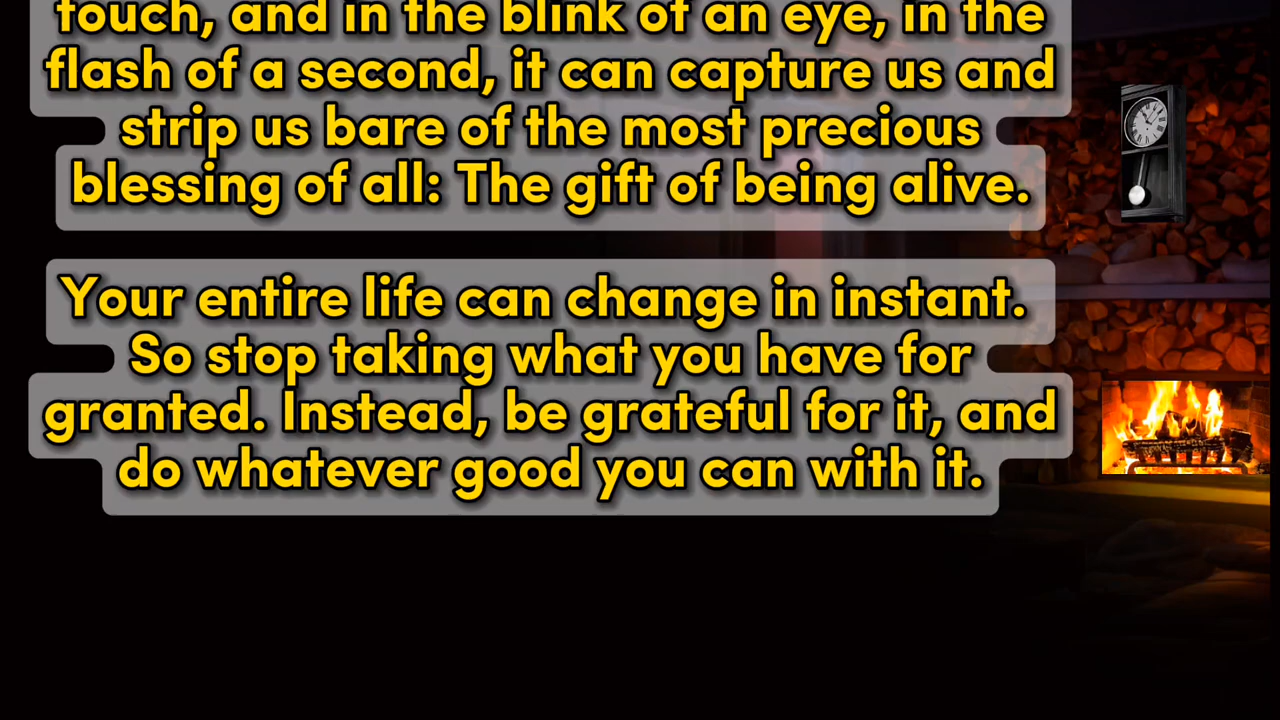 touch, and in the blink of an eye, in the
flash of a second, it can capture us and
strip us bare of the most precious
blessing of all: The gift of being alive.
Your entire life can change in instant.
So stop taking what you have for
granted. Instead, be grateful for it, and
do whatever good you can with it.